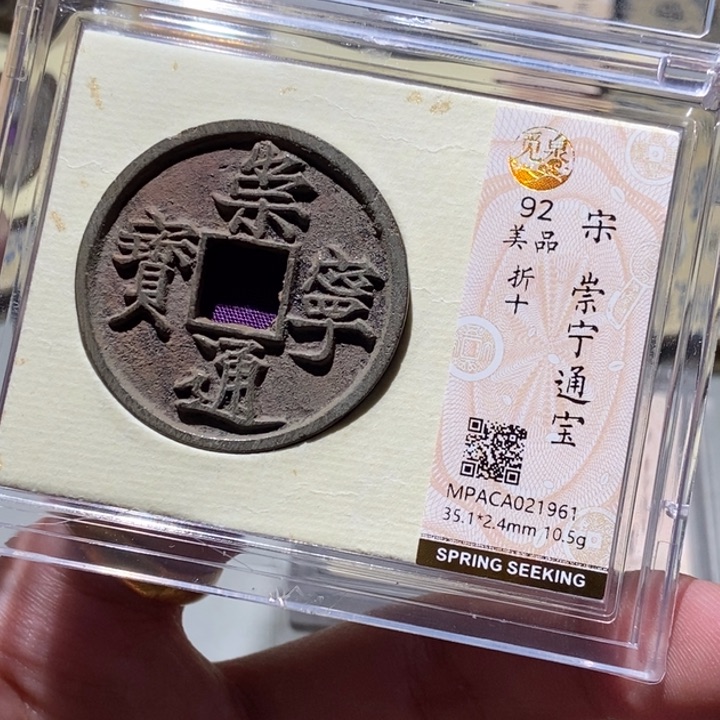 崇寧通寶
觅泉
92
美品
折十
宋 崇宁通宝
MPACA021961
35.1*2.4mm 10.5g
SPRING SEEKING